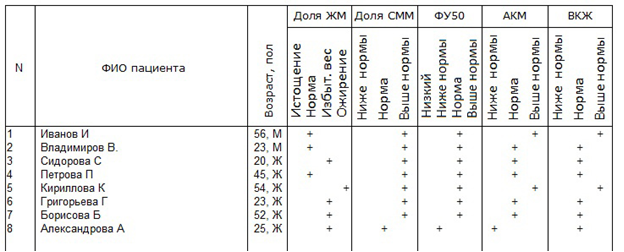 N ФИО пациента Возраст, пол Доля ЖМ Доля СММ ФУ50 АКМ ВКЖ
Истощение Норма Избыт. вес Ожирение Ниже нормы Норма Выше нормы Низкий Ниже нормы Норма Выше нормы Ниже нормы Норма Выше нормы Ниже нормы Норма Выше нормы
1 Иванов И 56, М + + + + +
2 Владимиров В. 23, М + + + + +
3 Сидорова С 20, Ж + + + + +
4 Петрова П 45, Ж + + + + +
5 Кириллова К 54, Ж + + + + +
6 Григорьева Г 23, Ж + + + + +
7 Борисова Б 52, Ж + + + + +
8 Александрова А 25, Ж + + + + +